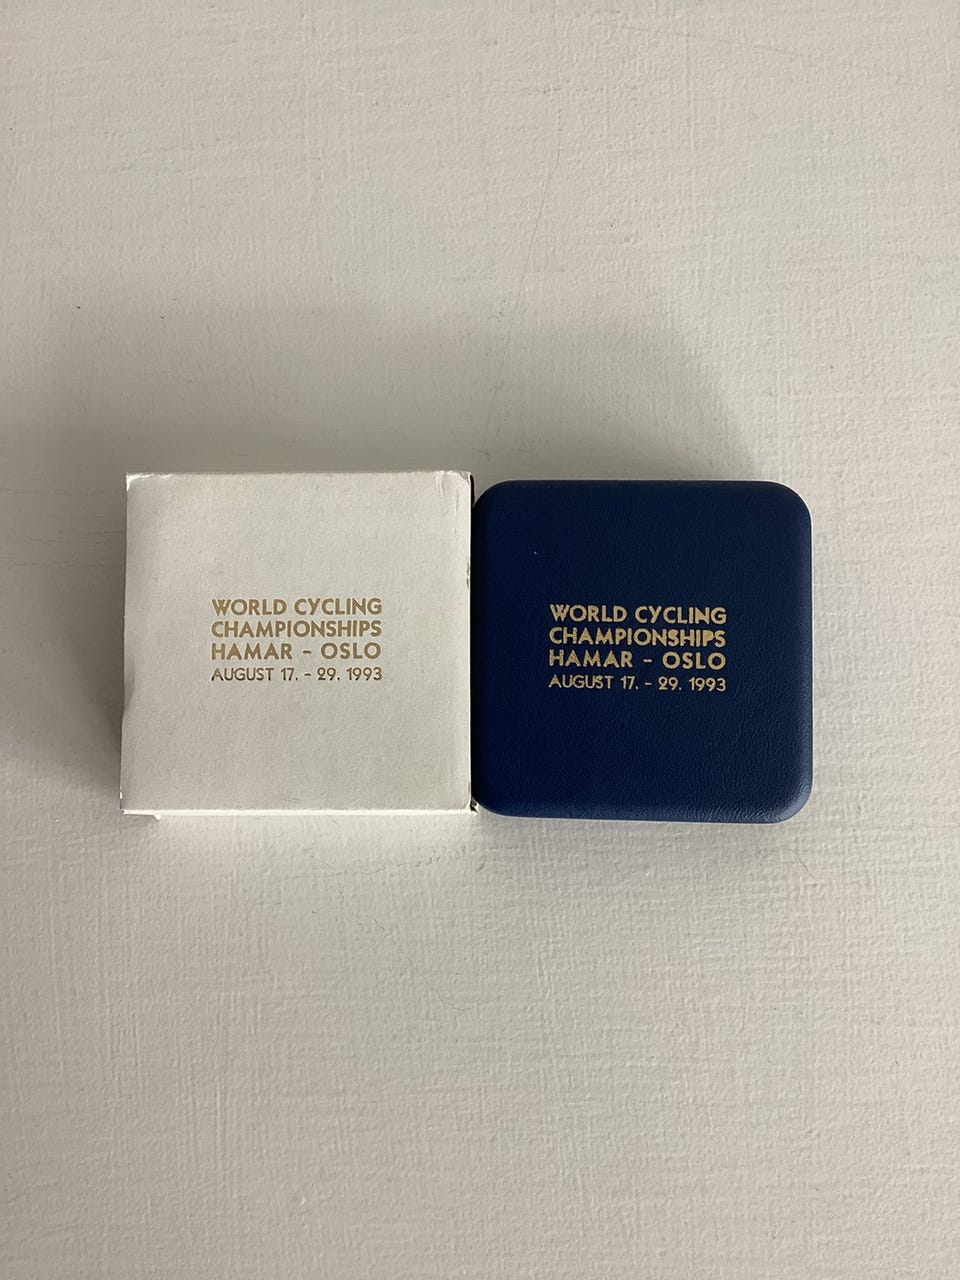 WORLD CYCLING
CHAMPIONSHIPS
HAMAR - OSLO
AUGUST 17. - 29. 1993
WORLD CYCLING
CHAMPIONSHIPS
HAMAR - OSLO
AUGUST 17. - 29. 1993